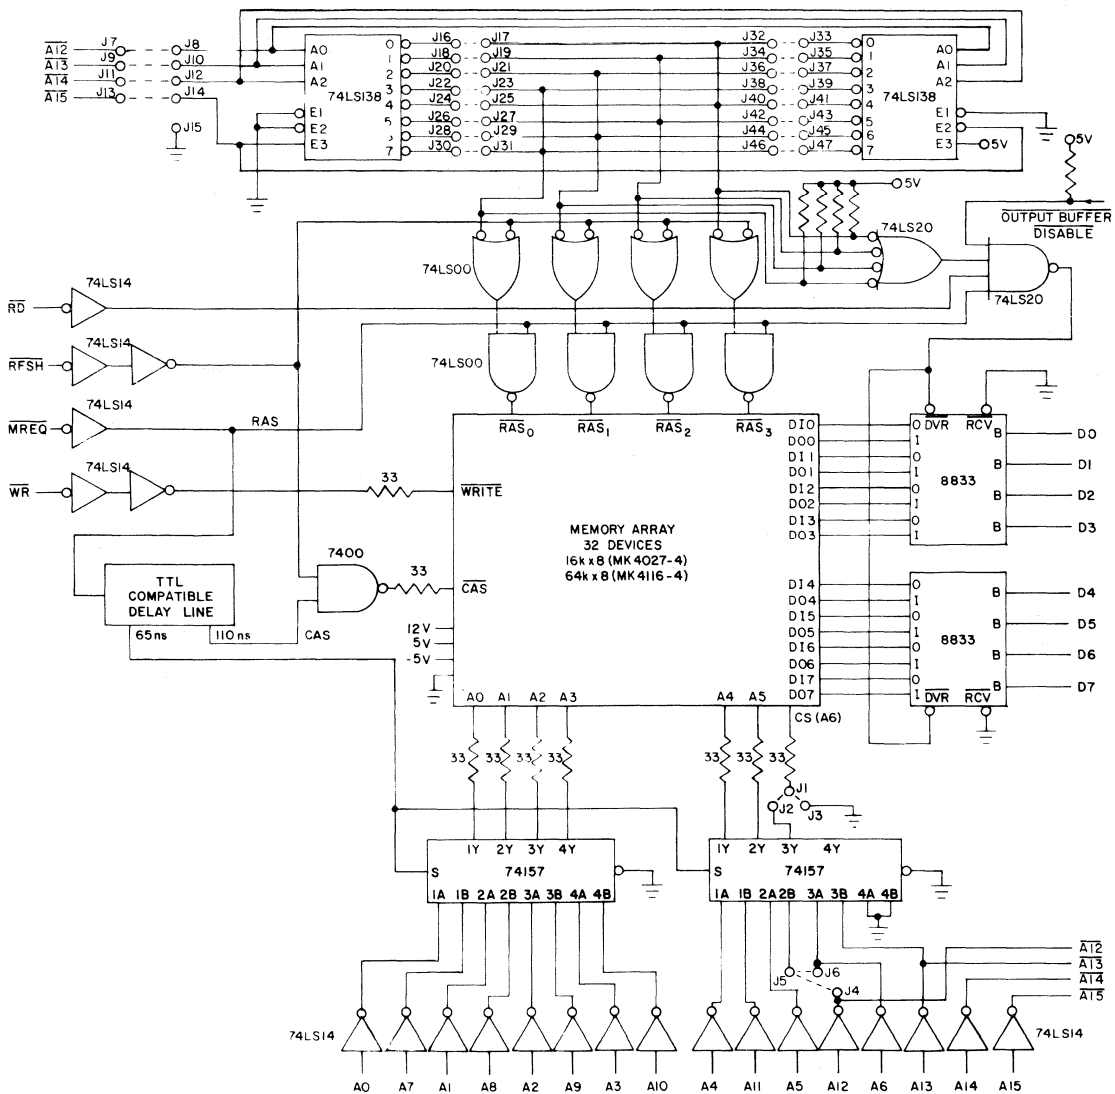 J7 J8 J16 J17 J32 J33
A12 A0 0 0 A0
J9 J10 J18 J19 J34 J35
A13 A1 1 1 A1
J11 J12 J20 J21 J36 J37
A14 A2 2 2 A2
J13 J14 J22 J23 J38 J39
A15 74LS138 3 3 74LS138
J24 J25 J40 J41
4 4
J15 E1 J26 J27 J42 J43 E1
5 5
E2 J28 J29 J44 J45 6 E2
E3 J30 J31 J46 J47 E3 5V
7 7
5V
5V
OUTPUT BUFFER
DISABLE
74LS20
74LS00
74LS20
74LS14
RD
74LS14
RFSH
74LS00
74LS14
MREQ RAS
RAS0 RAS1 RAS2 RAS3
74LS14
WR 33 WRITE
DI0 O DVR RCV
DO0 I B D0
DI1 O
DO1 I B D1
DI2 O 8833
DO2 I B D2
DI3 O
DO3 I B D3
MEMORY ARRAY
32 DEVICES
16k x 8 (MK4027-4)
64k x 8 (MK4116-4)
7400
33 CAS
TTL
COMPATIBLE
DELAY LINE
65ns 110ns CAS
12V
5V
-5V
DI4 O
DO4 I B D4
DI5 O
DO5 I B D5
DI6 O 8833
DO6 I B D6
DI7 O
DO7 I B D7
DVR RCV
A0 A1 A2 A3 A4 A5 CS (A6)
33 33 33 33 33 33 33
J1
J2 J3
1Y 2Y 3Y 4Y 1Y 2Y 3Y 4Y
S 74157 S 74157
1A 1B 2A 2B 3A 3B 4A 4B 1A 1B 2A 2B 3A 3B 4A 4B
A12
A13
A14
A15
J5 J6
J4
74LS14 74LS14
A0 A7 A1 A8 A2 A9 A3 A10 A4 A11 A5 A12 A6 A13 A14 A15